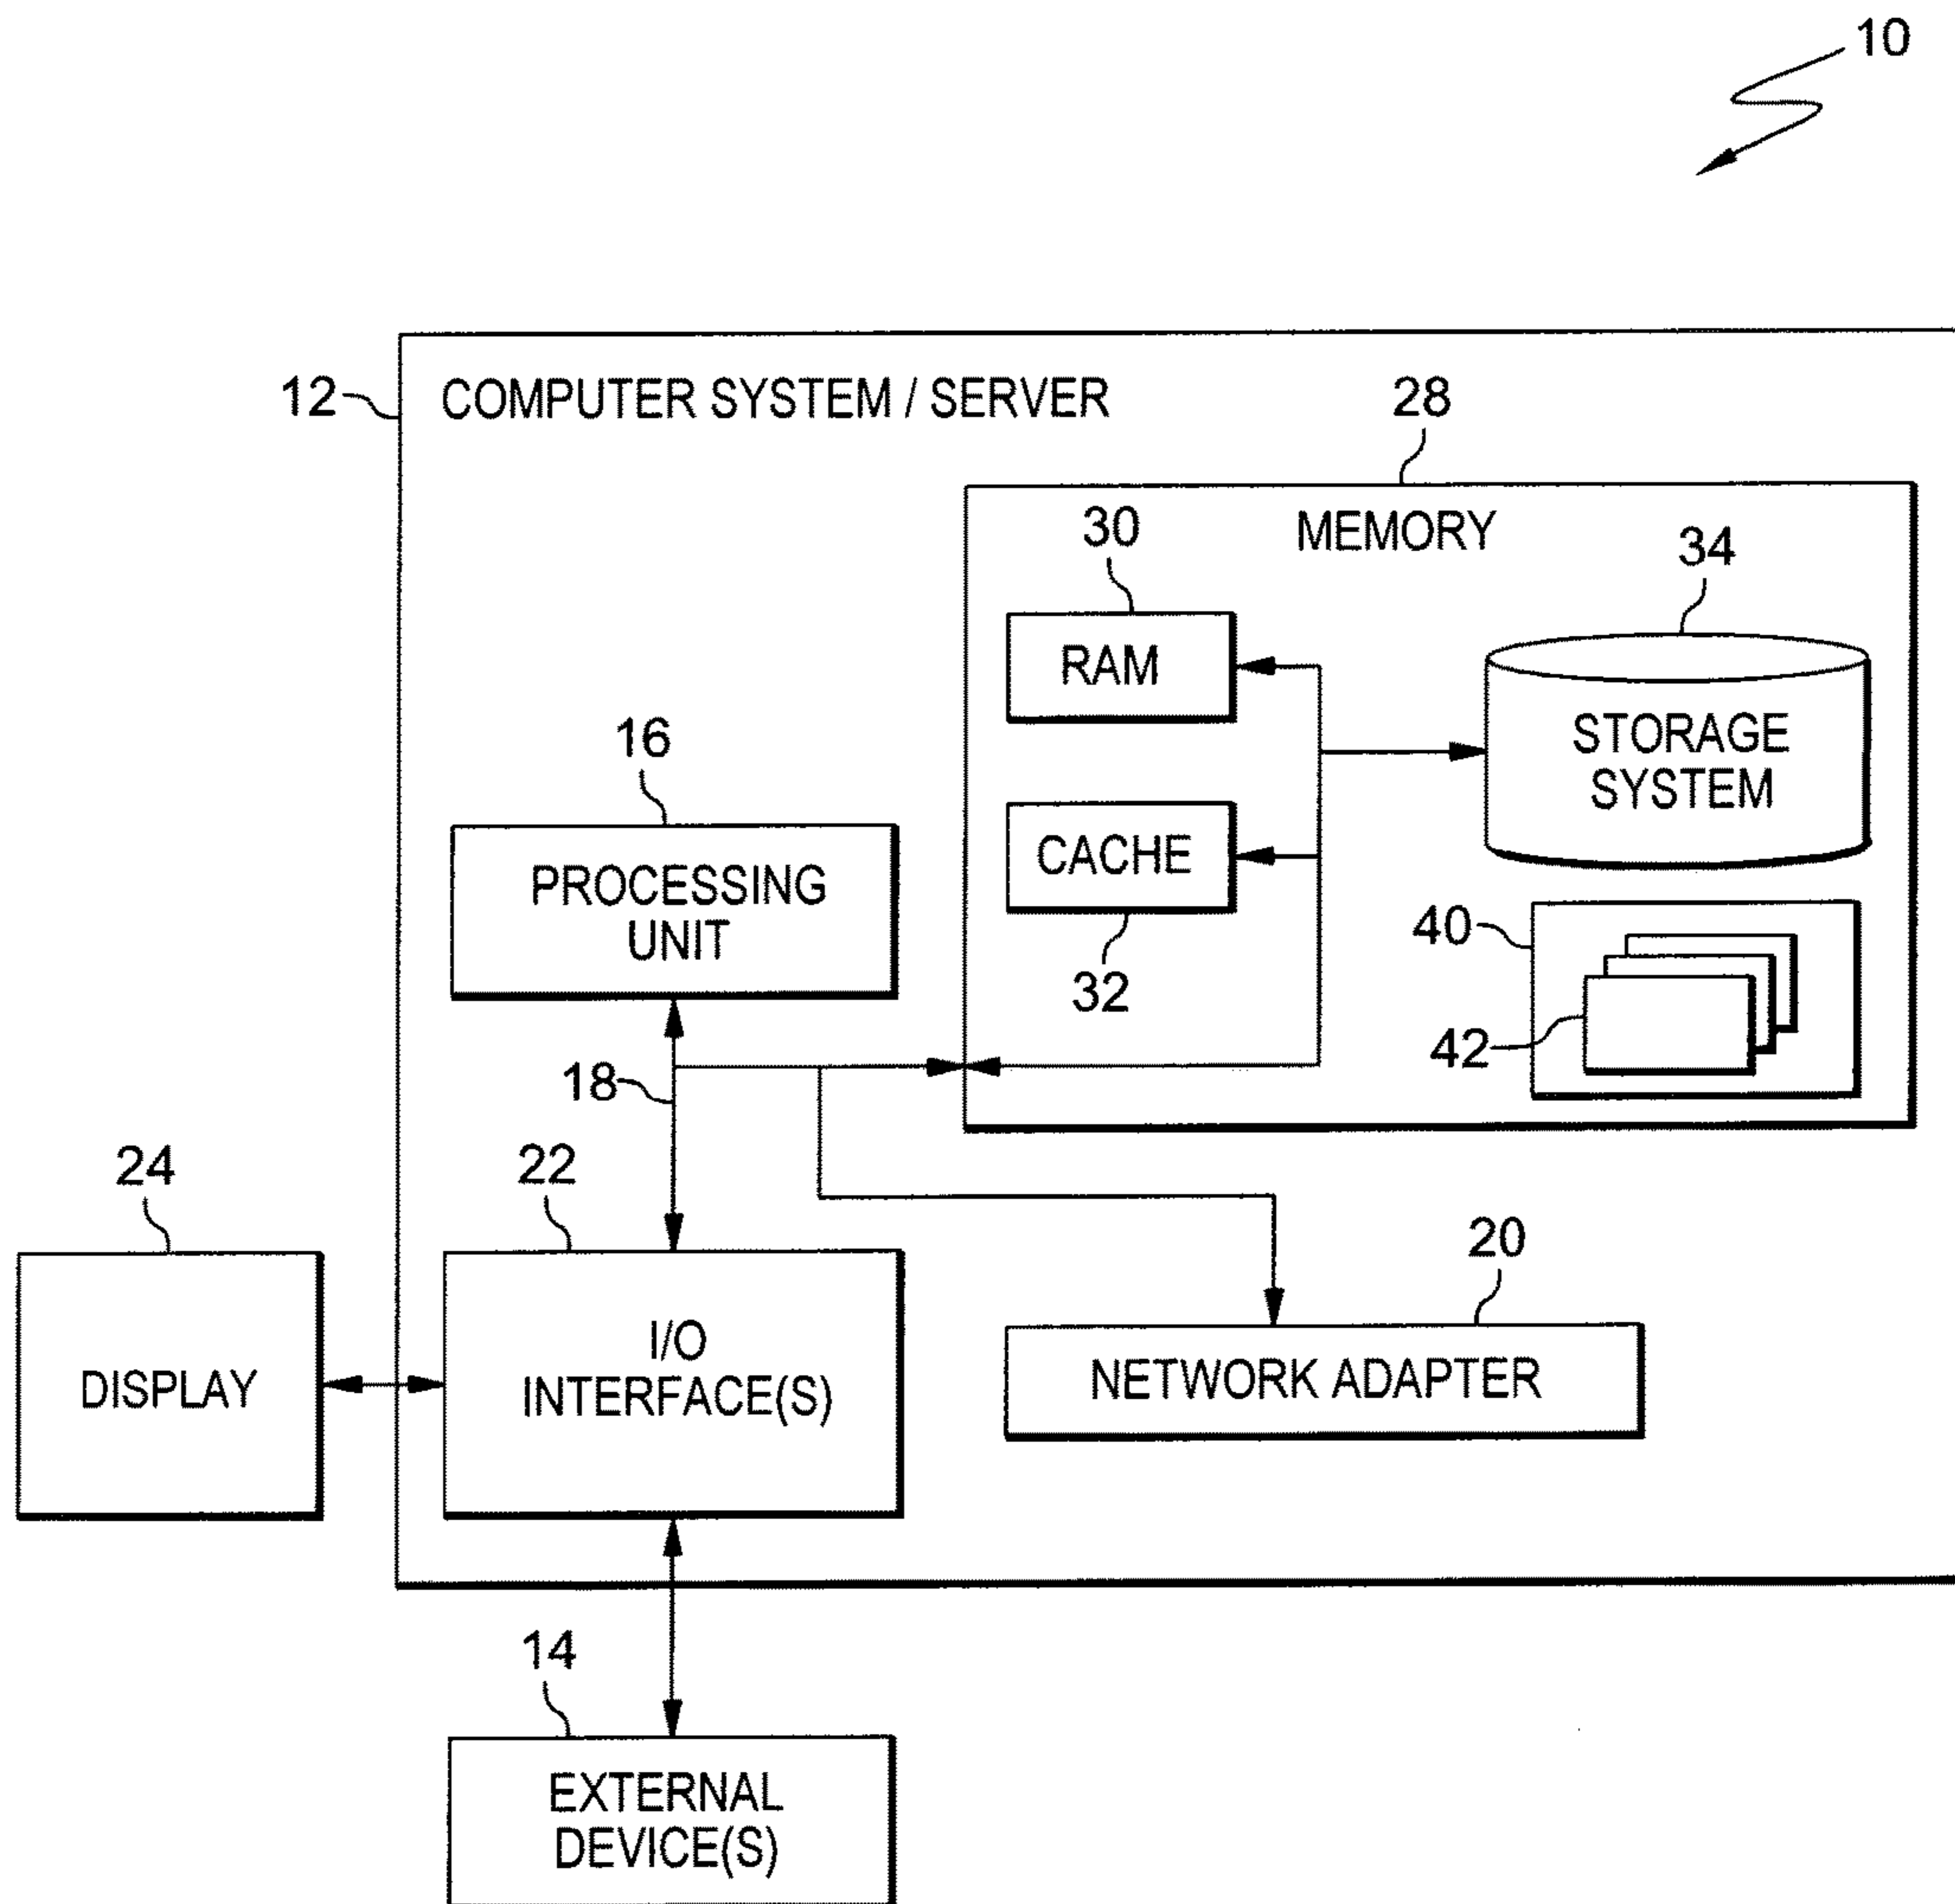 10
12
COMPUTER SYSTEM / SERVER
28
MEMORY
30
34
RAM
STORAGE
SYSTEM
16
CACHE
PROCESSING
UNIT
32
40
42
18
24
22
20
DISPLAY
I/O
INTERFACE(S)
NETWORK ADAPTER
14
EXTERNAL
DEVICE(S)